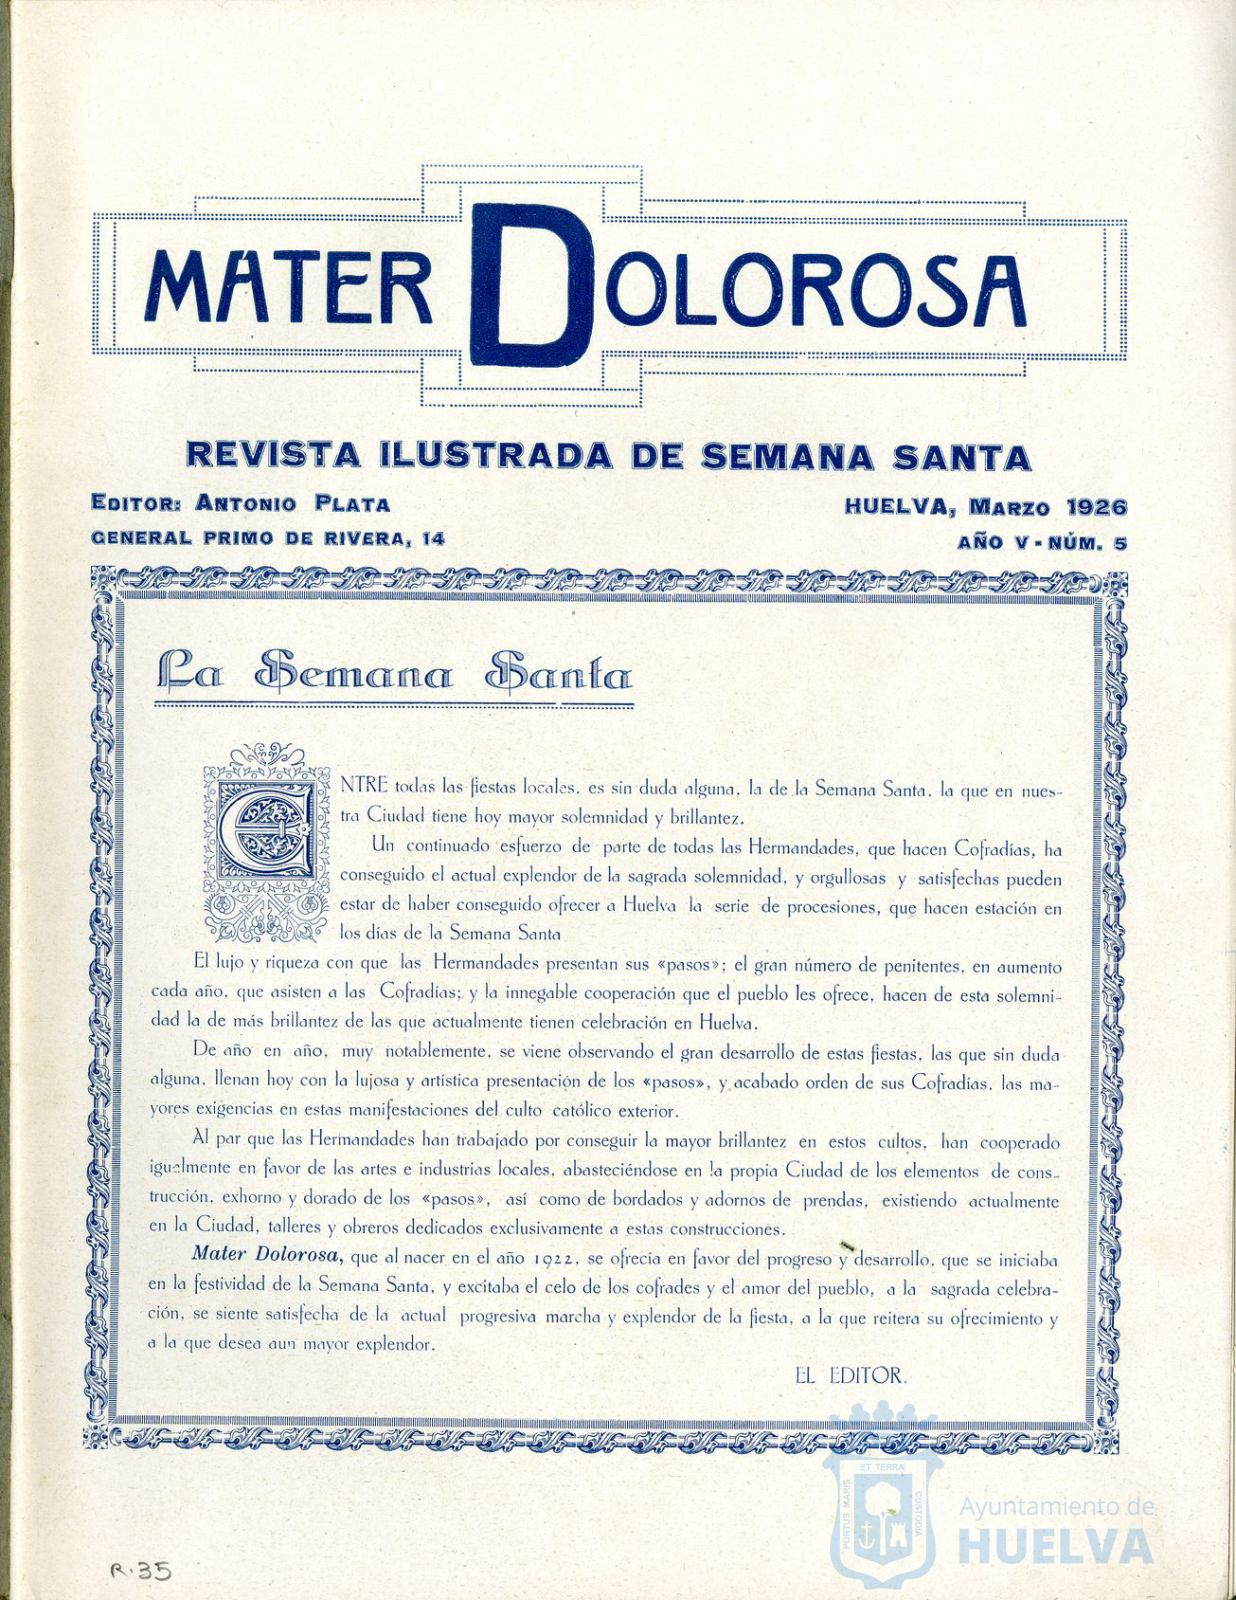 MATER DOLOROSA
REVISTA ILUSTRADA DE SEMANA SANTA
EDITOR: ANTONIO PLATA
HUELVA, MARZO 1926
GENERAL PRIMO DE RIVERA, 14
AÑO V - NÚM. 5
La Semana Santa
ENTRE todas las fiestas locales, es sin duda alguna, la de la Semana Santa, la que en nues-
tra Ciudad tiene hoy mayor solemnidad y brillantez.
Un continuado esfuerzo de parte de todas las Hermandades, que hacen Cofradías, ha
conseguido el actual explendor de la sagrada solemnidad, y orgullosas y satisfechas pueden
estar de haber conseguido ofrecer a Huelva la serie de procesiones, que hacen estación en
los días de la Semana Santa
El lujo y riqueza con que las Hermandades presentan sus «pasos»; el gran número de penitentes, en aumento
cada año, que asisten a las Cofradías; y la innegable cooperación que el pueblo les ofrece, hacen de esta solemni-
dad la de más brillantez de las que actualmente tienen celebración en Huelva.
De año en año, muy notablemente, se viene observando el gran desarrollo de estas fiestas, las que sin duda
alguna, llenan hoy con la lujosa y artística presentación de los «pasos», y acabado orden de sus Cofradías, las ma-
yores exigencias en estas manifestaciones del culto católico exterior.
Al par que las Hermandades han trabajado por conseguir la mayor brillantez en estos cultos, han cooperado
igualmente en favor de las artes e industrias locales, abasteciéndose en la propia Ciudad de los elementos de cons-
trucción, exhorno y dorado de los «pasos», así como de bordados y adornos de prendas, existiendo actualmente
en la Ciudad, talleres y obreros dedicados exclusivamente a estas construcciones.
Mater Dolorosa, que al nacer en el año 1922, se ofrecía en favor del progreso y desarrollo, que se iniciaba
en la festividad de la Semana Santa, y excitaba el celo de los cofrades y el amor del pueblo, a la sagrada celebra-
ción, se siente satisfecha de la actual progresiva marcha y explendor de la fiesta, a la que reitera su ofrecimiento y
a la que desea aun mayor explendor.
EL EDITOR.
PORTUS MARIS ET TERRÆ CUSTODIA
Ayuntamiento de
HUELVA
R·35